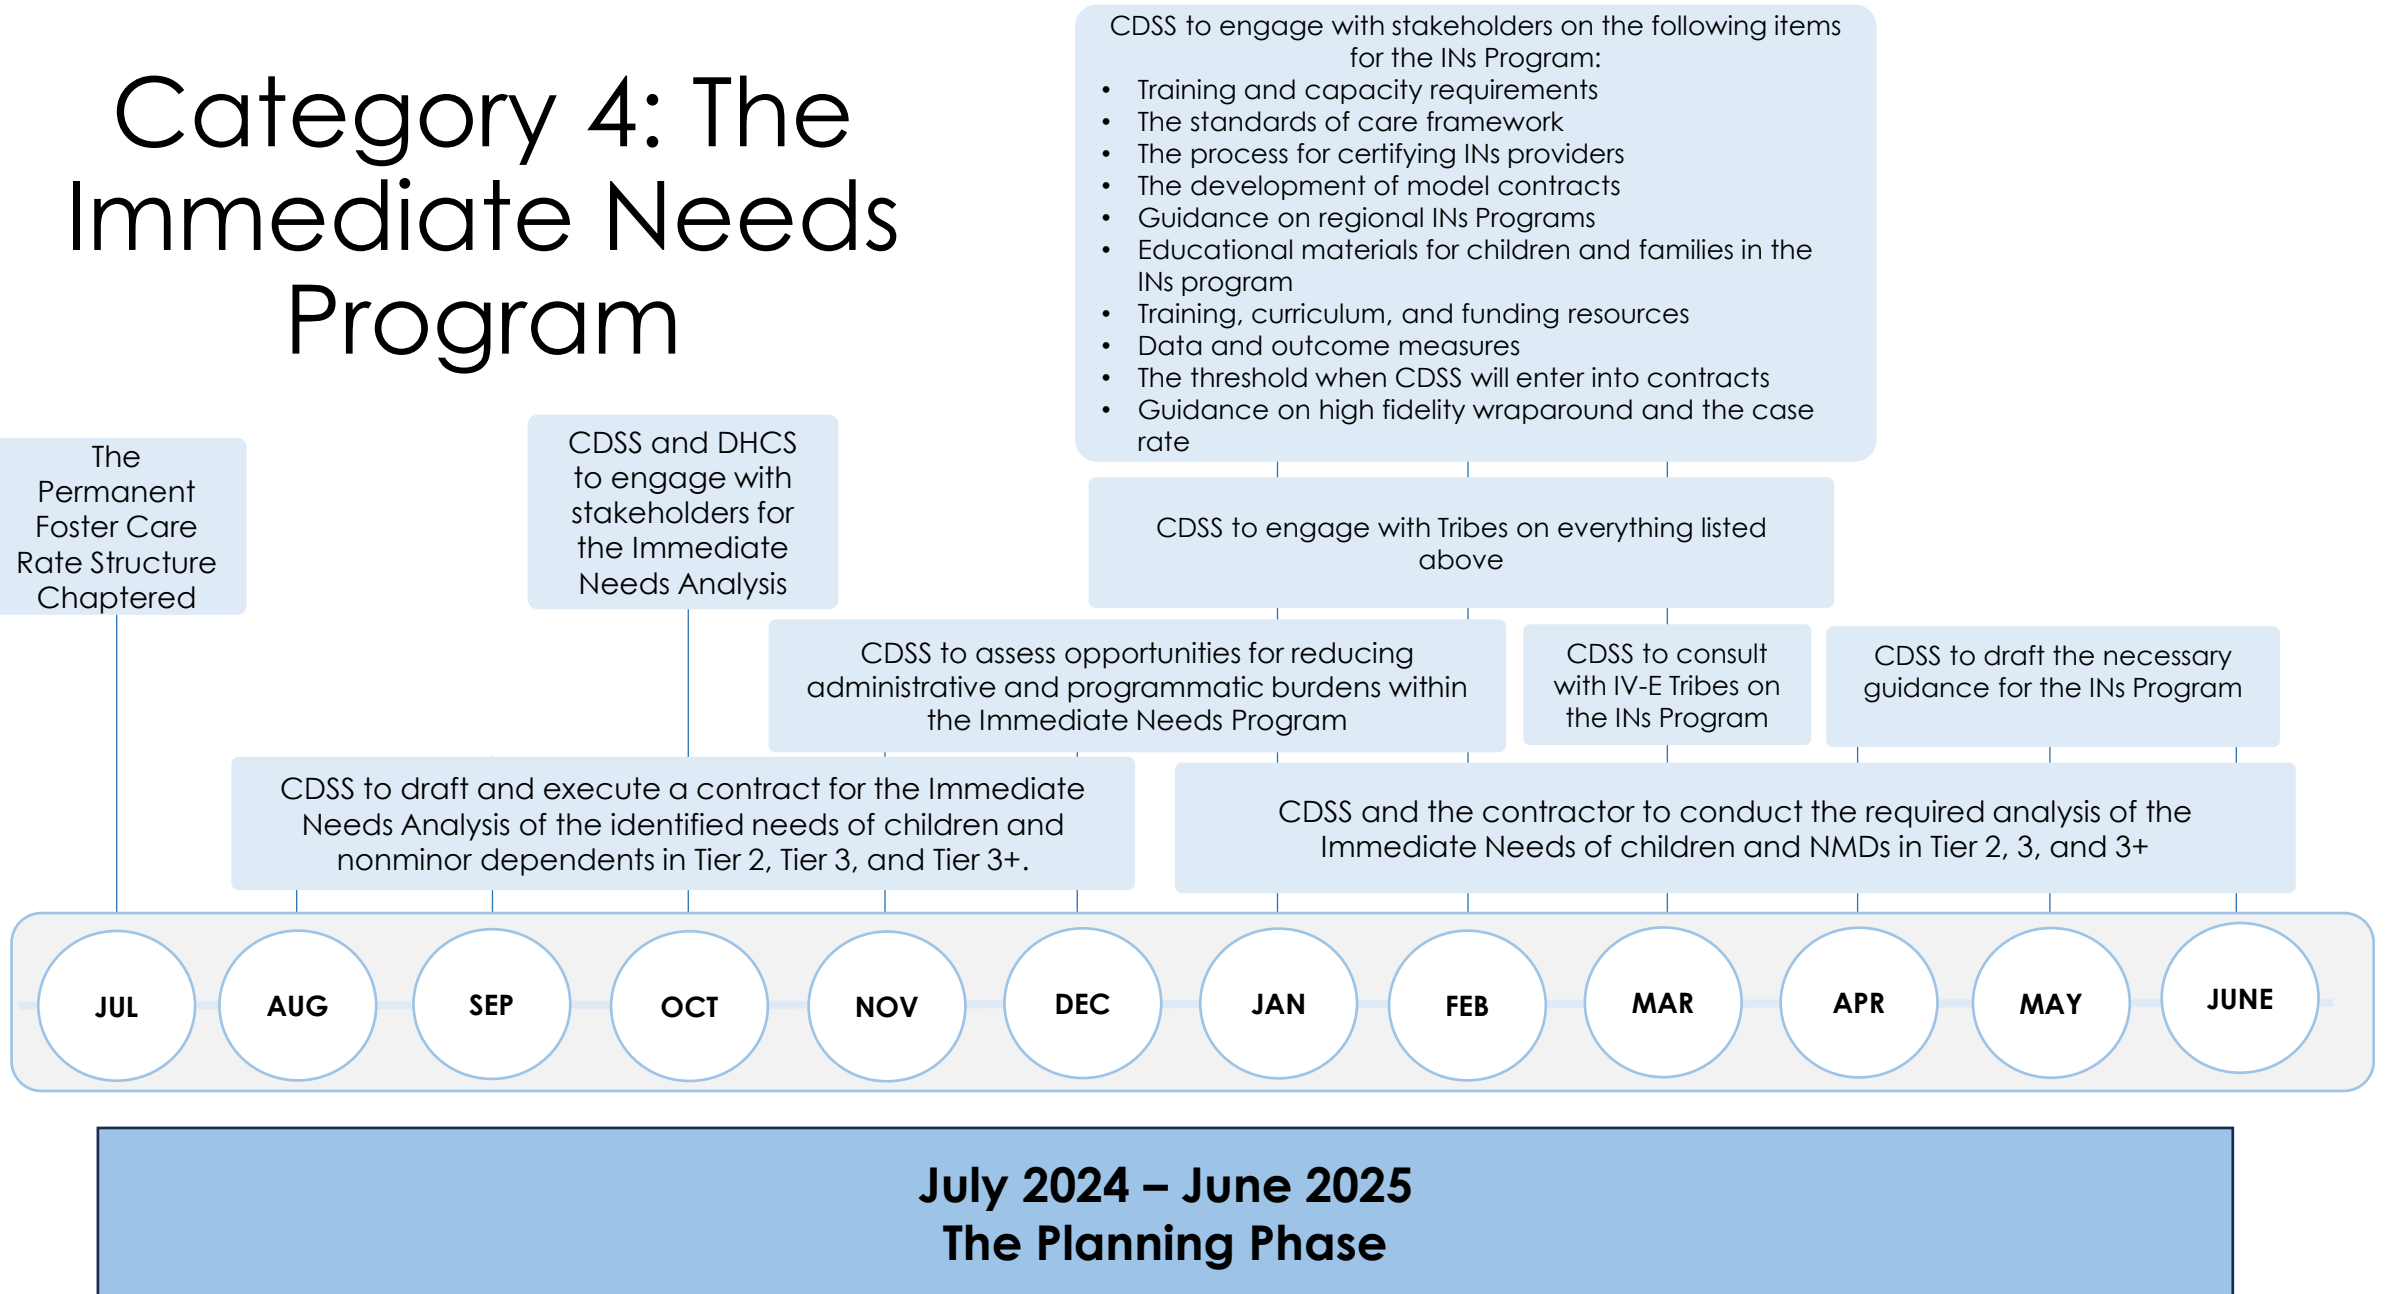 Category 4: The
Immediate Needs
Program
CDSS to engage with stakeholders on the following items
for the INs Program:
• Training and capacity requirements
• The standards of care framework
• The process for certifying INs providers
• The development of model contracts
• Guidance on regional INs Programs
• Educational materials for children and families in the
INs program
• Training, curriculum, and funding resources
• Data and outcome measures
• The threshold when CDSS will enter into contracts
• Guidance on high fidelity wraparound and the case
rate
The
Permanent
Foster Care
Rate Structure
Chaptered
CDSS and DHCS
to engage with
stakeholders for
the Immediate
Needs Analysis
CDSS to engage with Tribes on everything listed
above
CDSS to assess opportunities for reducing
administrative and programmatic burdens within
the Immediate Needs Program
CDSS to consult
with IV-E Tribes on
the INs Program
CDSS to draft the necessary
guidance for the INs Program
CDSS to draft and execute a contract for the Immediate
Needs Analysis of the identified needs of children and
nonminor dependents in Tier 2, Tier 3, and Tier 3+.
CDSS and the contractor to conduct the required analysis of the
Immediate Needs of children and NMDs in Tier 2, 3, and 3+
JUL
AUG
SEP
OCT
NOV
DEC
JAN
FEB
MAR
APR
MAY
JUNE
July 2024 – June 2025
The Planning Phase